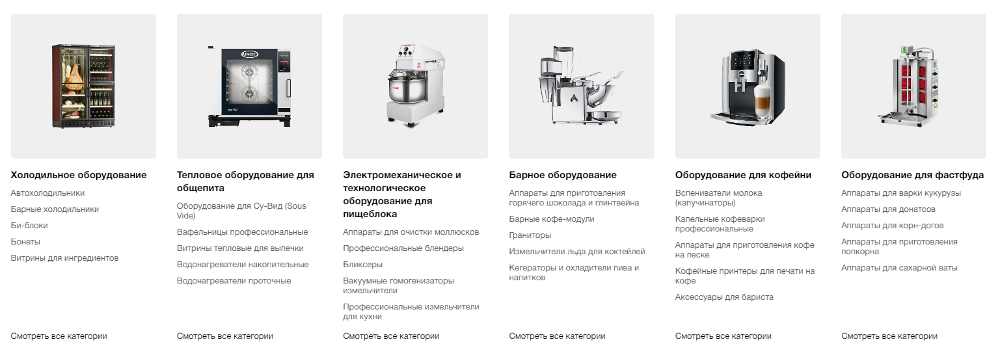 UNOX
Холодильное оборудование
Автохолодильники
Барные холодильники
Би-блоки
Бонеты
Витрины для ингредиентов
Смотреть все категории
Тепловое оборудование для
общепита
Оборудование для Су-Вид (Sous
Vide)
Вафельницы профессиональные
Витрины тепловые для выпечки
Водонагреватели накопительные
Водонагреватели проточные
Смотреть все категории
Электромеханическое и
технологическое
оборудование для
пищеблока
Аппараты для очистки моллюсков
Профессиональные блендеры
Бликсеры
Вакуумные гомогенизаторы
измельчители
Профессиональные измельчители
для кухни
Смотреть все категории
Барное оборудование
Аппараты для приготовления
горячего шоколада и глинтвейна
Барные кофе-модули
Граниторы
Измельчители льда для коктейлей
Кегераторы и охладители пива и
напитков
Смотреть все категории
Оборудование для кофейни
Вспениватели молока
(капучинаторы)
Капельные кофеварки
профессиональные
Аппараты для приготовления кофе
на песке
Кофейные принтеры для печати на
кофе
Аксессуары для бариста
Смотреть все категории
Оборудование для фастфуда
Аппараты для варки кукурузы
Аппараты для донатсов
Аппараты для корн-догов
Аппараты для приготовления
попкорна
Аппараты для сахарной ваты
Смотреть все категории